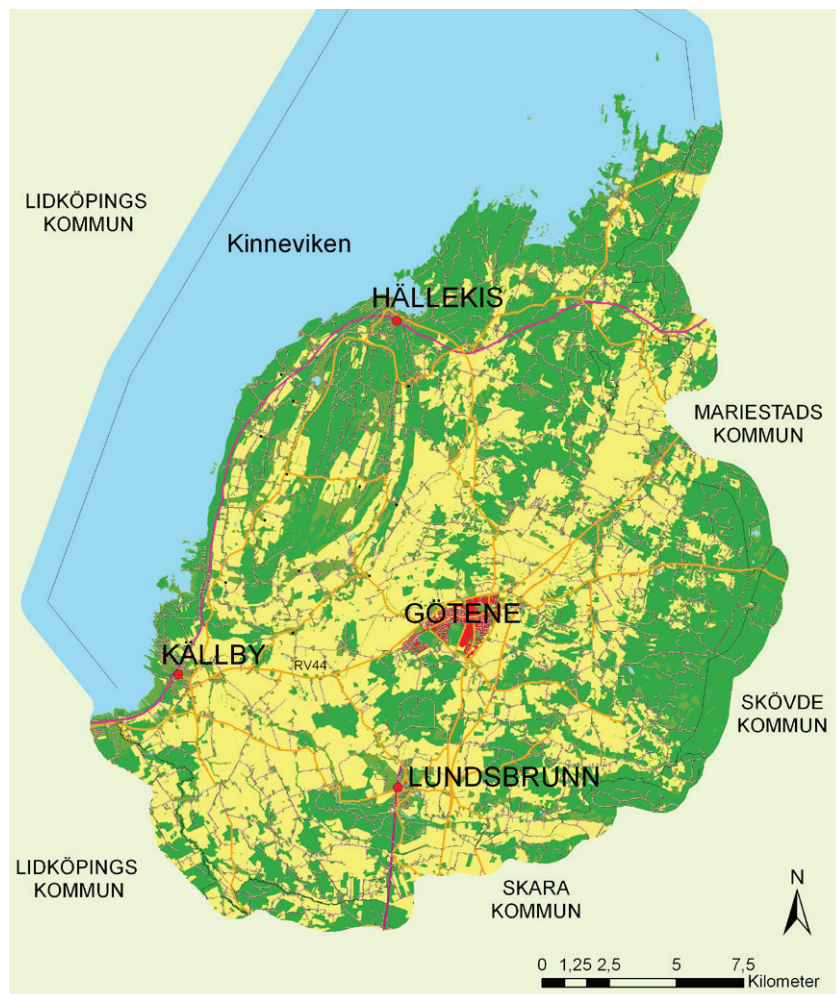 LIDKÖPINGS
KOMMUN
Kinneviken
HÄLLEKIS
MARIESTADS
KOMMUN
GÖTENE
KÄLLBY
RV44
SKÖVDE
KOMMUN
LUNDSBRUNN
LIDKÖPINGS
KOMMUN
SKARA
KOMMUN
N
0 1,25 2,5 5 7,5
Kilometer